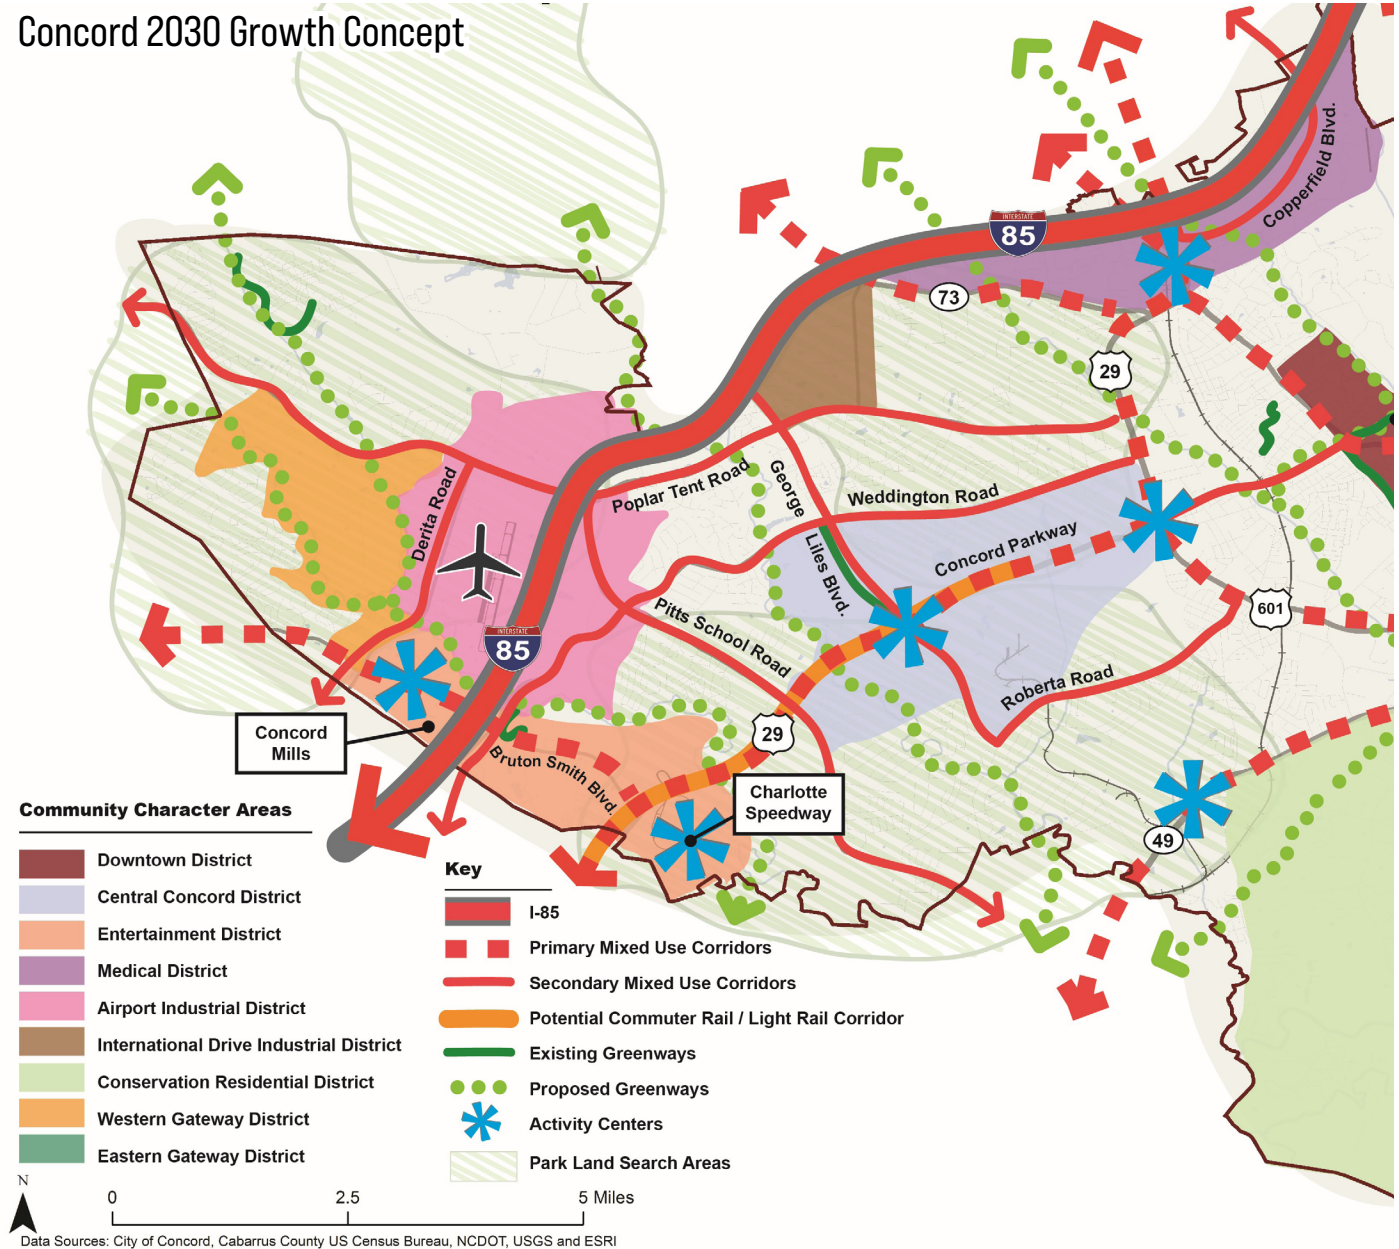 Concord 2030 Growth Concept
Copperfield Blvd.
INTERSTATE
85
73
29
Derita Road
Poplar Tent Road
George
Liles Blvd.
Weddington Road
Concord Parkway
601
INTERSTATE
85
Pitts School Road
Roberta Road
Concord
Mills
29
Bruton Smith Blvd.
Charlotte
Speedway
49
Community Character Areas
Downtown District
Central Concord District
Entertainment District
Medical District
Airport Industrial District
International Drive Industrial District
Conservation Residential District
Western Gateway District
Eastern Gateway District
Key
I-85
Primary Mixed Use Corridors
Secondary Mixed Use Corridors
Potential Commuter Rail / Light Rail Corridor
Existing Greenways
Proposed Greenways
Activity Centers
Park Land Search Areas
N
0 2.5 5 Miles
Data Sources: City of Concord, Cabarrus County US Census Bureau, NCDOT, USGS and ESRI